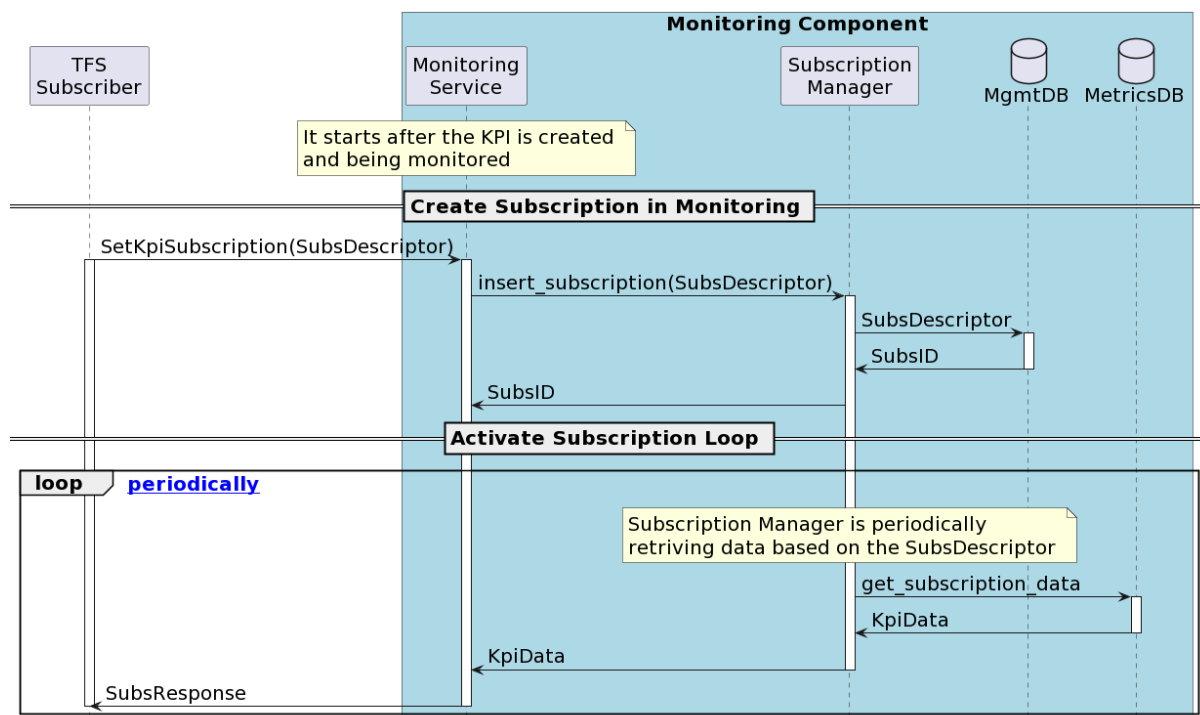 Monitoring Component
TFS
Subscriber
Monitoring
Service
Subscription
Manager
MgmtDB
MetricsDB
It starts after the KPI is created
and being monitored
Create Subscription in Monitoring
SetKpiSubscription(SubsDescriptor)
insert_subscription(SubsDescriptor)
SubsDescriptor
SubsID
SubsID
Activate Subscription Loop
loop
periodically
Subscription Manager is periodically
retriving data based on the SubsDescriptor
get_subscription_data
KpiData
KpiData
SubsResponse